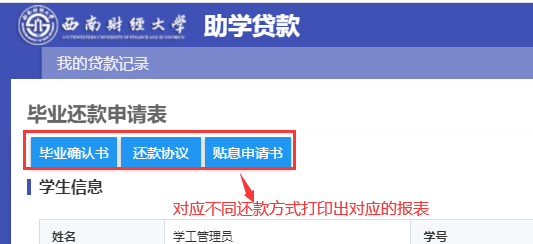 西南财经大学 助学贷款
SOUTHWESTERN UNIVERSITY OF FINANCE AND ECONOMICS
我的贷款记录
毕业还款申请表
毕业确认书 还款协议 贴息申请书
学生信息
对应不同还款方式打印出对应的报表
姓名 学工管理员 学号